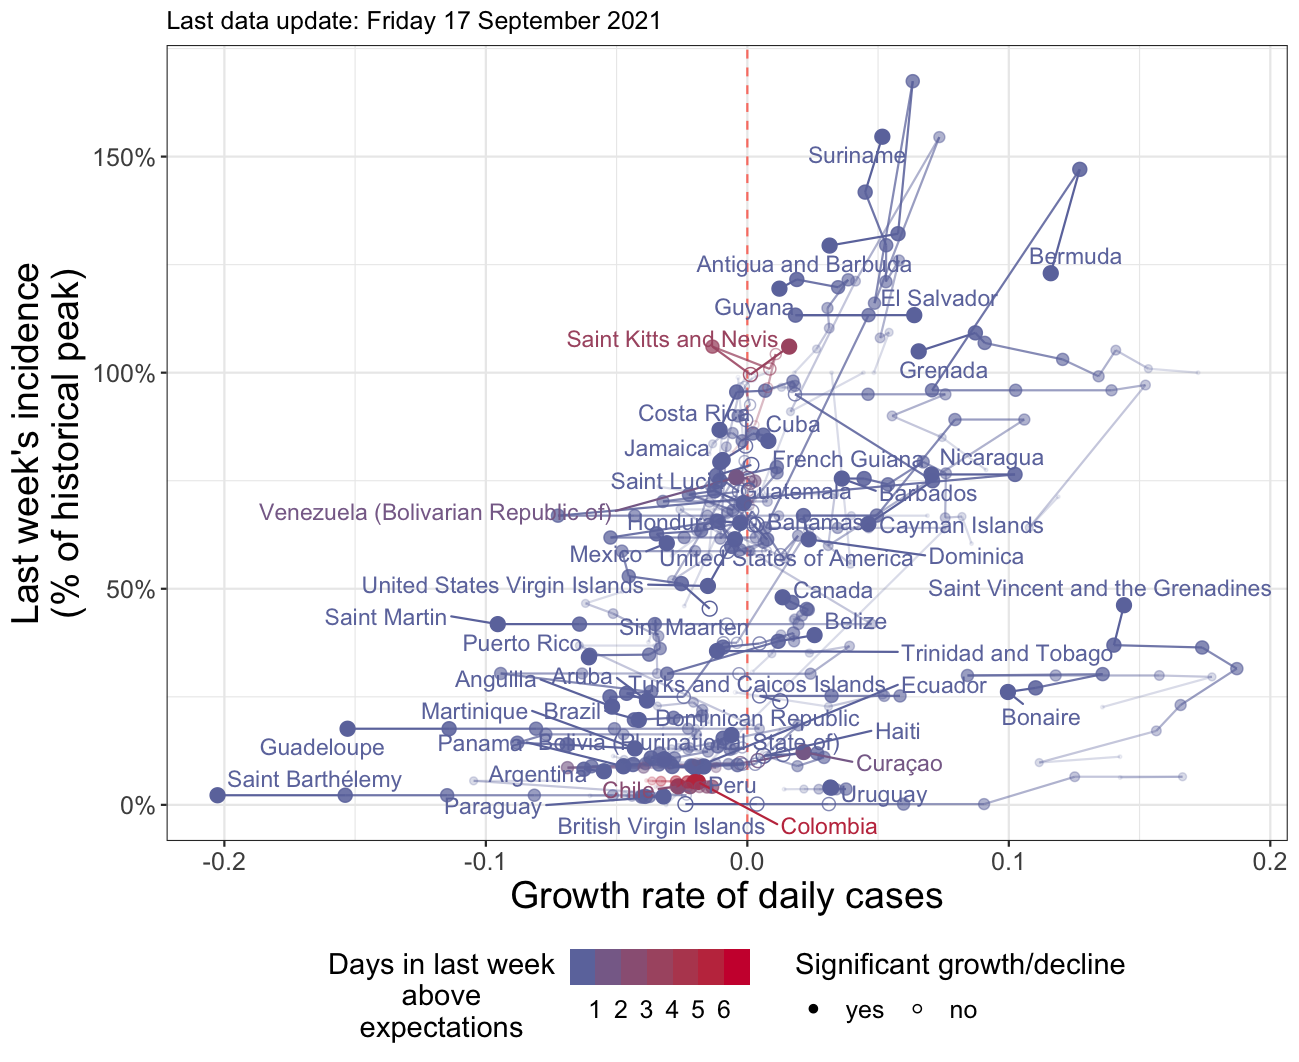 Last data update: Friday 17 September 2021
Last week's incidence
(% of historical peak)
150%
100%
50%
0%
Suriname
Bermuda
Antigua and Barbuda
El Salvador
Guyana
Saint Kitts and Nevis
Grenada
Costa Rica
Cuba
Jamaica
French Guiana
Nicaragua
Guatemala
Barbados
Venezuela (Bolivarian Republic of)
Bahamas
Cayman Islands
Mexico
United States of America
Dominica
United States Virgin Islands
Canada
Saint Vincent and the Grenadines
Saint Martin
Sint Maarten
Belize
Puerto Rico
Trinidad and Tobago
Anguilla
Aruba
Turks and Caicos Islands
Ecuador
Martinique
Brazil
Dominican Republic
Bonaire
Guadeloupe
Panama
Bolivia (Plurinational State of)
Haiti
Curaçao
Saint Barthélemy
Argentina
Chile
Peru
Uruguay
Paraguay
British Virgin Islands
Colombia
-0.2
-0.1
0.0
0.1
0.2
Growth rate of daily cases
Days in last week
above
expectations
1 2 3 4 5 6
Significant growth/decline
yes
no